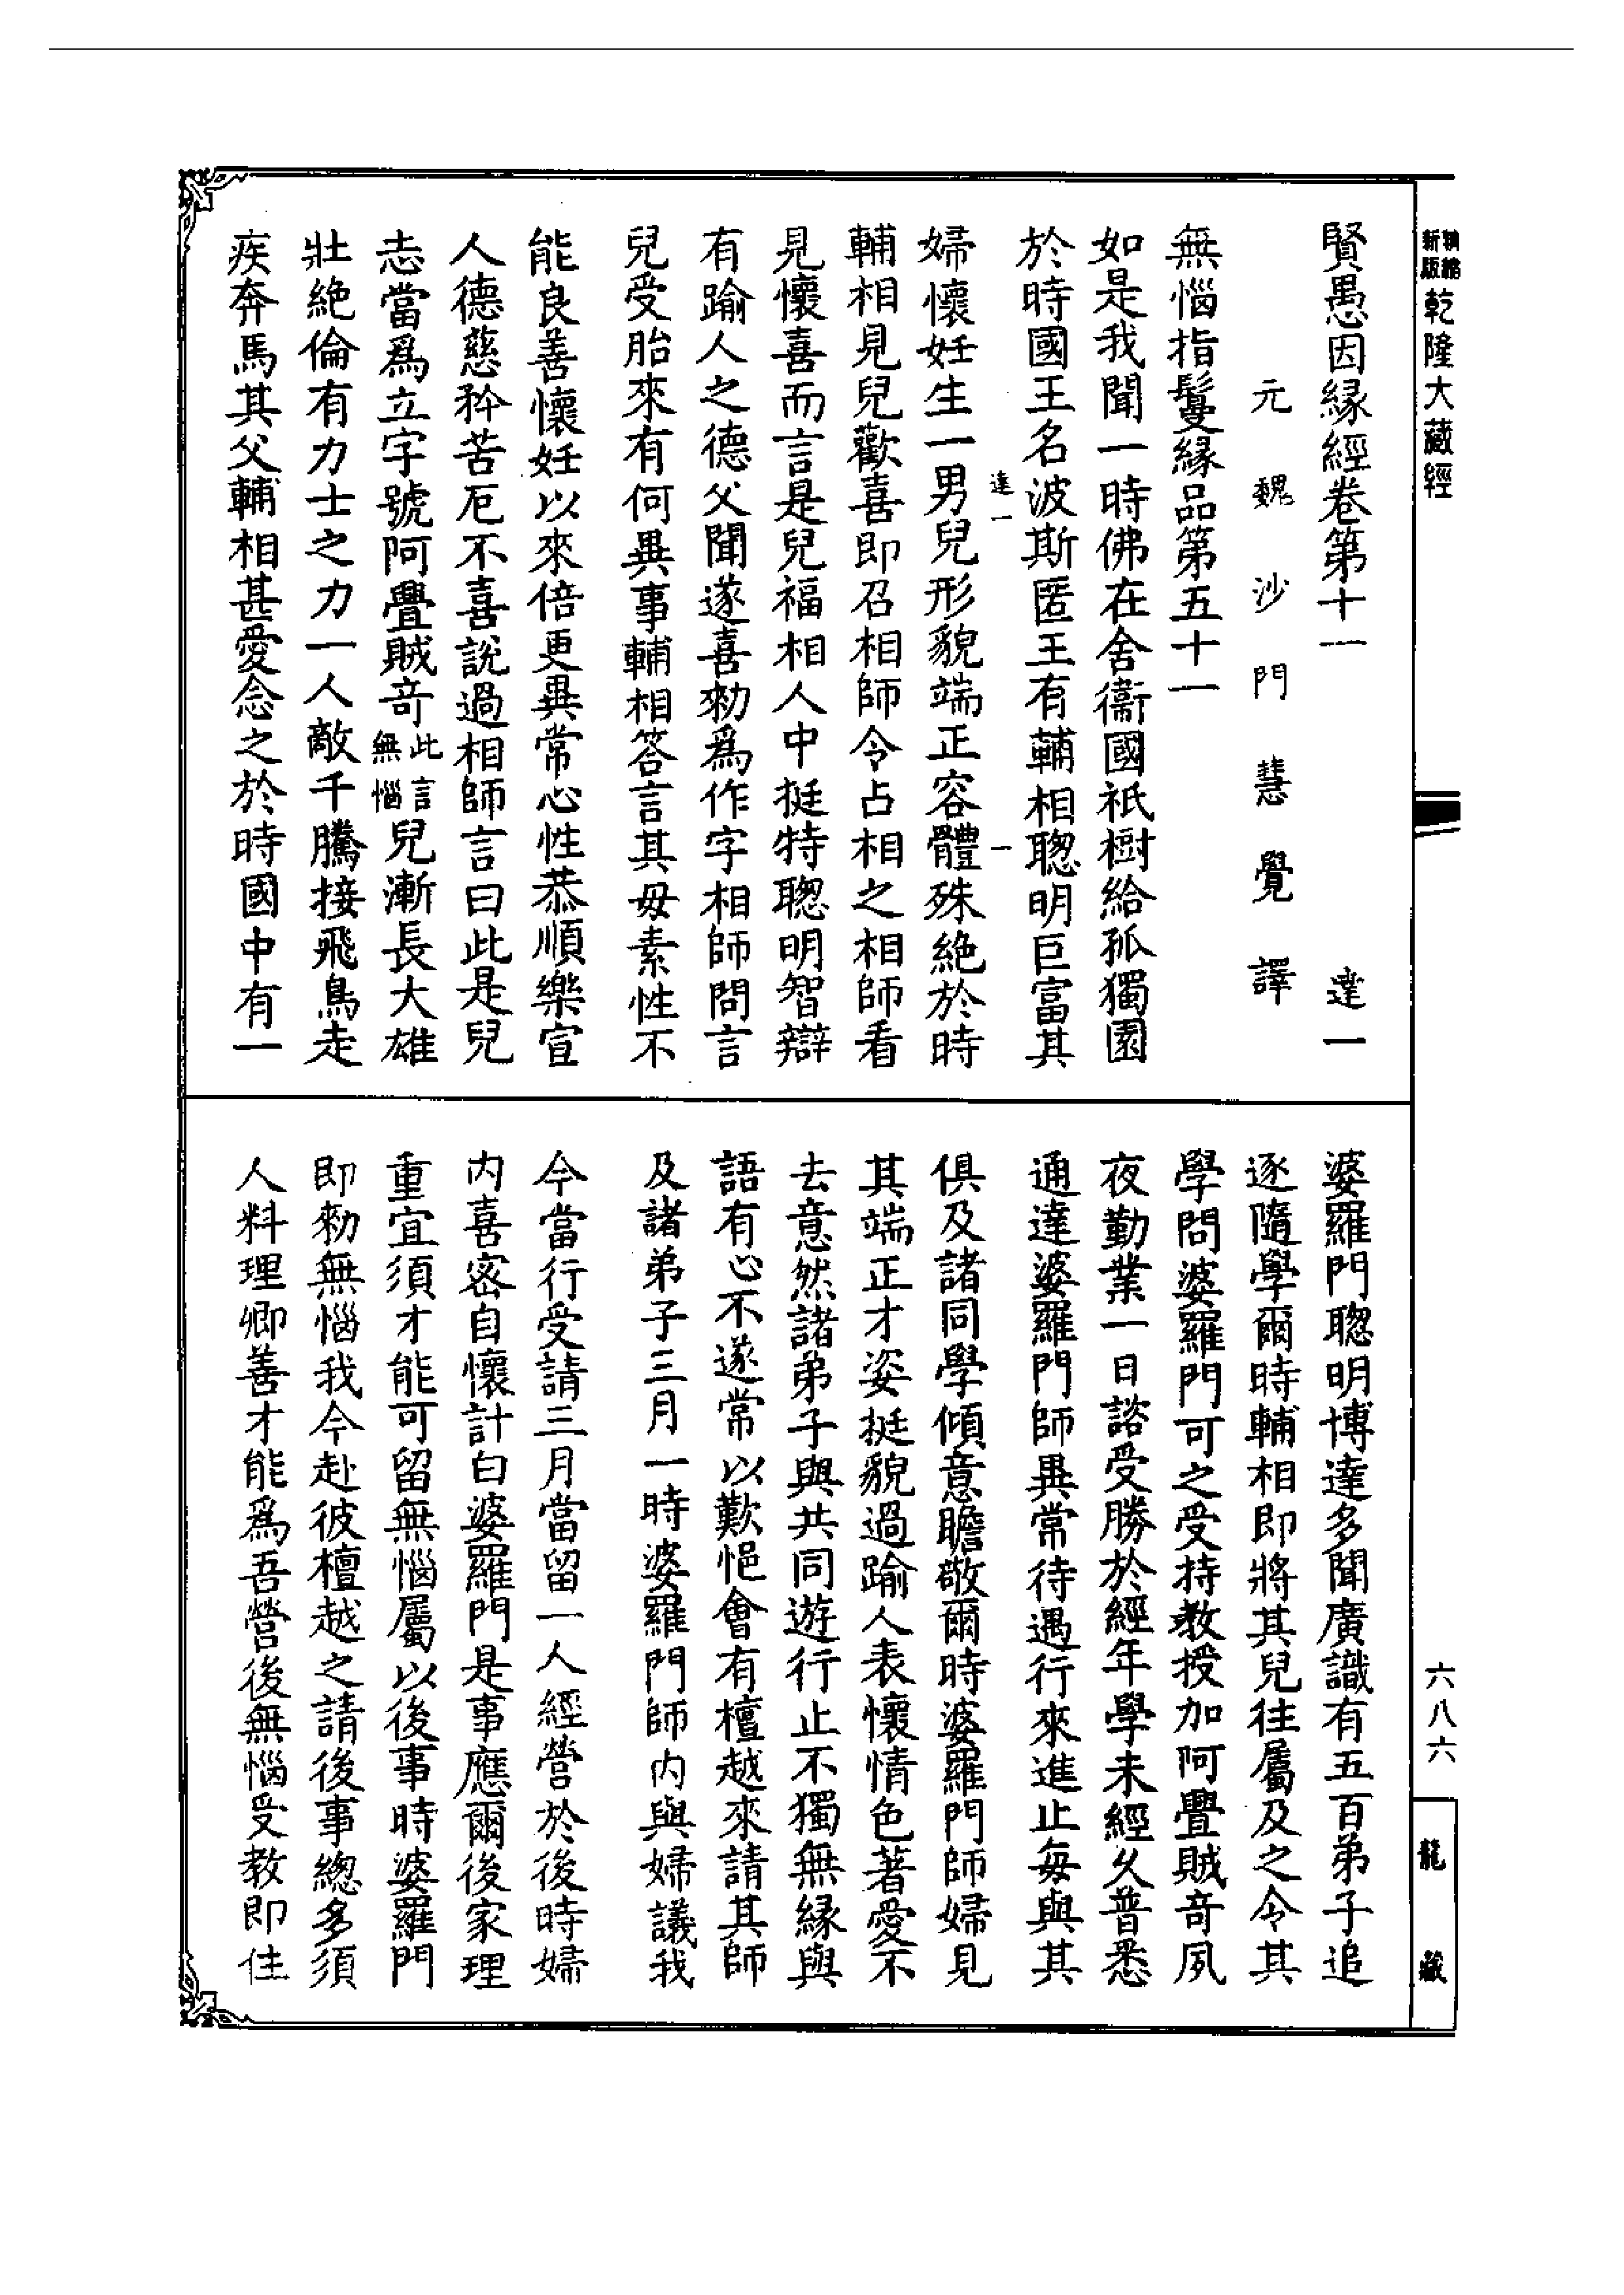 新版 縮
乾隆大藏經
賢愚因緣經卷第十一 達一
元魏沙門慧覺譯
無惱指鬘緣品第五十一
如是我聞一時佛在舍衞國祇樹給孤獨園
於時國王名波斯匿王有輔相聰明巨富其
達一 一
婦懷妊生一男兒形貌端正容體殊絕於時
輔相見兒歡喜即召相師令占相之相師看
見懷喜而言是兒福相人中挺特聰明智辯
有踰人之德父聞遂喜勑爲作字相師問言
兒受胎來有何異事輔相答言其母素性不
能良善懷妊以來倍更異常心性恭順樂宣
人德慈矜苦厄不喜說過相師言曰此是兒
志當爲立字號阿疊賊竒此言無惱兒漸長大雄
壯絕倫有力士之力一人敵千騰接飛鳥走
疾奔馬其父輔相甚愛念之於時國中有一
婆羅門聰明博達多聞廣識有五百弟子追
逐隨學爾時輔相即將其兒往屬及之令其
學問婆羅門可之受持教授加阿疊賊竒夙
夜勤業一日諮受勝於經年學未經久普悉
通達婆羅門師異常待遇行來進止每與其
俱及諸同學傾意瞻敬爾時婆羅門師婦見
其端正才姿挺貌過踰人表懷情色著愛不
去意然諸弟子與共同遊行止不獨無緣與
語有心不遂常以歎悒會有檀越來請其師
及諸弟子三月一時婆羅門師內與婦議我
今當行受請三月當留一人經營於後時婦
內喜密自懷計白婆羅門是事應爾後家理
重宜須才能可留無惱屬以後事時婆羅門
即勑無惱我今赴彼檀越之請後事總多須
人料理卿善才能爲吾營後無惱受教即住
六八六
龍藏